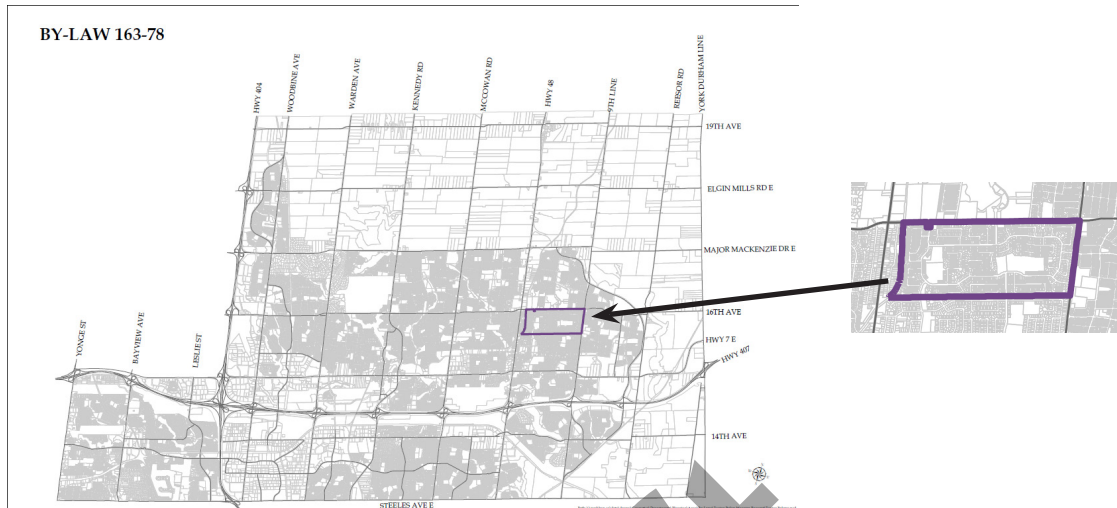 BY-LAW 163-78
HWY 404
WOODBINE AVE
WARDEN AVE
KENNEDY RD
MCCOWAN RD
HWY 48
9TH LINE
REESOR RD
YORK DURHAM LINE
19TH AVE
ELGIN MILLS RD E
MAJOR MACKENZIE DR E
16TH AVE
HWY 7 E
HWY 407
YONGE ST
BAYVIEW AVE
LESLIE ST
14TH AVE
STEELES AVE E